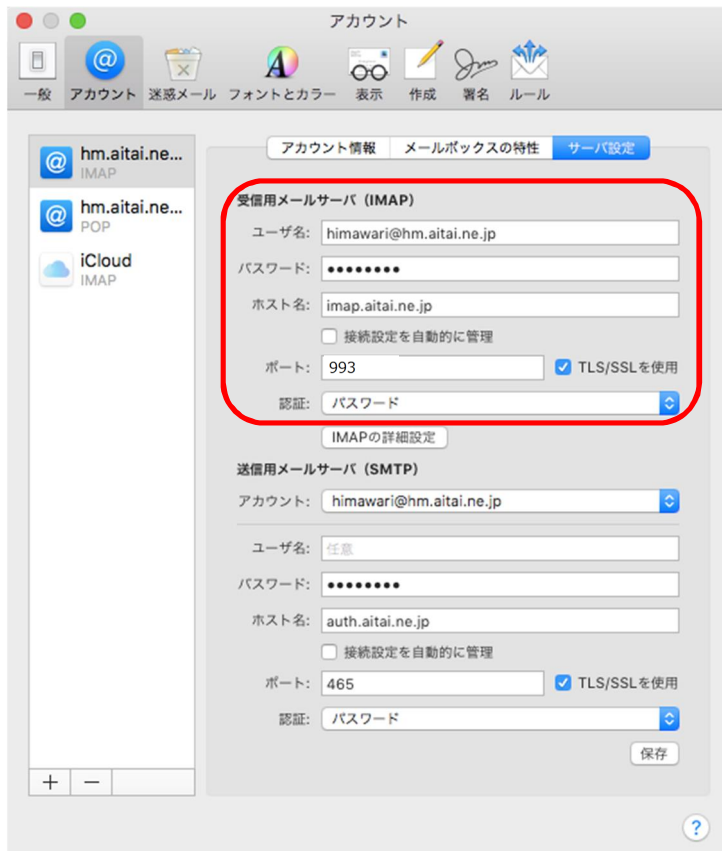 アカウント
一般 アカウント 迷惑メール フォントとカラー 表示 作成 署名 ルール
hm.aitai.ne...
IMAP
hm.aitai.ne...
POP
iCloud
IMAP
アカウント情報 メールボックスの特性 サーバ設定
受信用メールサーバ (IMAP)
ユーザ名: himawari@hm.aitai.ne.jp
パスワード: ●●●●●●●●
ホスト名: imap.aitai.ne.jp
接続設定を自動的に管理
ポート: 993 TLS/SSLを使用
認証: パスワード
IMAPの詳細設定
送信用メールサーバ (SMTP)
アカウント: himawari@hm.aitai.ne.jp
ユーザ名: 任意
パスワード: ●●●●●●●●
ホスト名: auth.aitai.ne.jp
接続設定を自動的に管理
ポート: 465 TLS/SSLを使用
認証: パスワード
保存
+ −
?